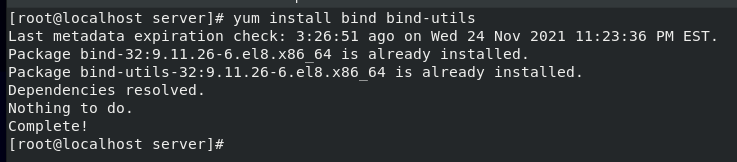 [root@localhost server]# yum install bind bind-utils
Last metadata expiration check: 3:26:51 ago on Wed 24 Nov 2021 11:23:36 PM EST.
Package bind-32:9.11.26-6.el8.x86_64 is already installed.
Package bind-utils-32:9.11.26-6.el8.x86_64 is already installed.
Dependencies resolved.
Nothing to do.
Complete!
[root@localhost server]#